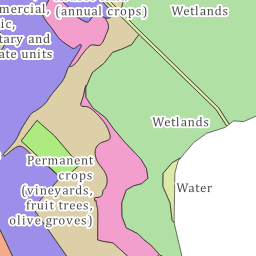 (annual crops)
Wetlands
mercial,
ic,
tary and
ate units
Wetlands
Permanent
crops
(vineyards,
fruit trees,
olive groves)
Water